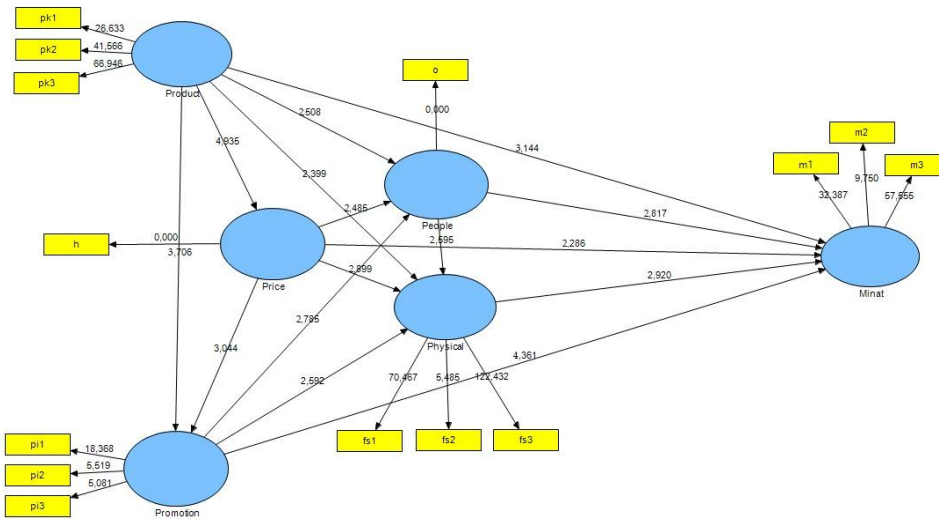 pk1
26,633
pk2
41,566
pk3
66,946
Product
o
0,000
2,508
4,935
2,399
3,144
m2
m1
m3
9,750
32,387
57,555
People
2,485
2,817
h
0,000
3,706
2,595
2,286
Price
2,899
2,920
Minat
2,785
Physical
3,044
4,361
2,592
70,467
5,485
122,432
fs1
fs2
fs3
pi1
18,368
pi2
5,519
pi3
5,081
Promotion